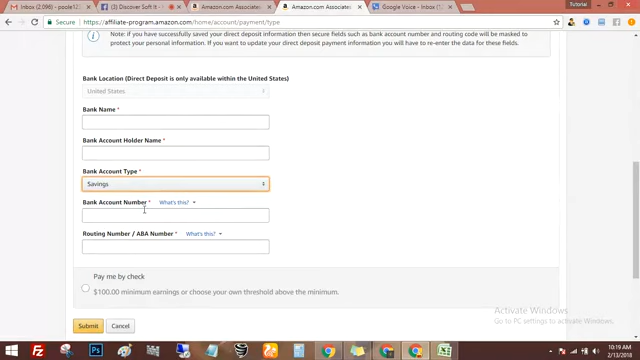 Inbox (2,096) - poole12
Discover Soft It -
Amazon.com Associates
Amazon.com Associates
Google Voice - (
Tutorial
Secure
https://affiliate-program.amazon.com/home/account/payment/type
Note: if you have successfully saved your direct deposit information then secure fields such as bank account number and routing code will be masked to
protect your personal information. If you want to update your direct deposit payment information you will have to re-enter the data for these fields.
Bank Location (Direct Deposit is only available within the United States)
United States
Bank Name *
Bank Account Holder Name *
Bank Account Type *
Savings
Bank Account Number * What's this?
Routing Number / ABA Number * What's this?
Pay me by check
$100.00 minimum earnings or choose your own threshold above the minimum.
Submit
Cancel
Activate Windows
Go to PC settings to activate Windows.
10:19 AM
2/13/2018